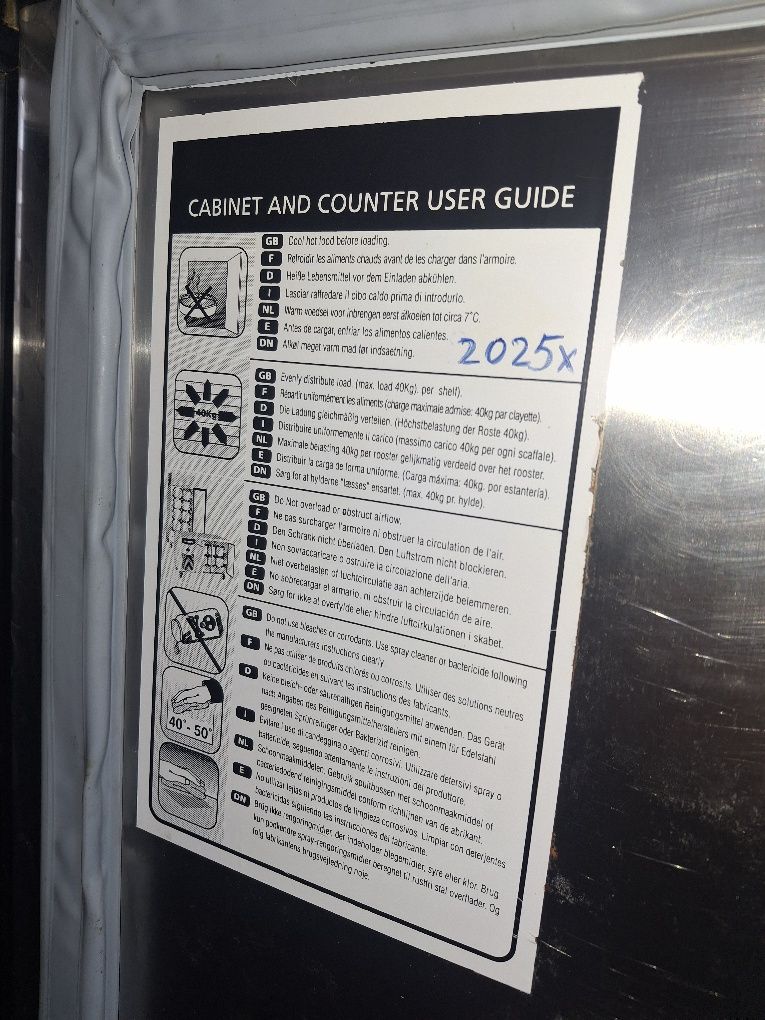 CABINET AND COUNTER USER GUIDE
GB Cool hot food before loading.
F Refroidir les aliments chauds avant de les charger dans l'armoire.
D Heiße Lebensmittel vor dem Einladen abkühlen.
I Lasciar raffredare il cibo caldo prima di introdurlo.
NL Warm voedsel voor inbrengen eerst afkoelen tot circa 7°C.
E Antes de cargar, enfriar los alimentos calientes.
DN Afkøl meget varm mad før indsaetning.
2025x
40Kg
GB Evenly distribute load. (max. load 40Kg). per shelf).
F Répartir uniformément les aliments (charge maximale admise: 40kg par clayette).
D Die Ladung gleichmäßig verteilen. (Höchstbelastung der Roste 40kg).
I Distribuire uniformemente il carico (massimo carico 40kg per ogni scaffale).
NL Maximale belasting 40kg per rooster gelijkmatig verdeeld over het rooster.
E Distribuir la carga de forma uniforme. (Carga máxima: 40kg. por estantería).
DN Sørg for at hylderne "læsses" ensartet. (max. 40kg pr. hylde).
GB Do Not overload or obstruct airflow.
F Ne pas surcharger l'armoire ni obstruer la circulation de l'air.
D Den Schrank nicht überladen. Den Luftstrom nicht blockieren.
I Non sovraccaricare o ostruire la circolazione dell'aria.
NL Niet overbelasten of luchtcirculatie aan achterzijde belemmeren.
E No sobrecargar el armario, ni obstruir la circulación de aire.
DN Sørg for ikke at overfylde eller hindre luftcirkulationen i skabet.
GB Do not use bleaches or corrodants. Use spray cleaner or bactericide following
the manufacturers instructions clearly.
F Ne pas utiliser de produits chlorés ou corrosifs. Utiliser des solutions neutres
ou bactéricides en suivant les instructions des fabricants.
D Keine bleich- oder säurehaltigen Reinigungsmittel anwenden. Das Gerät
nach Angaben des Reinigungsmittelherstellers mit einem für Edelstahl
geeigneten Sprühreiniger oder Bakterizid reinigen.
I Evitare l'uso di candeggina o agenti corrosivi. Utilizzare detersivi spray o
battericide, seguendo attentamente le instruzioni del produttore.
NL Schoonmaakmiddelen. Gebruik spuitbussen met schoonmaakmiddel of
bacteriedodend reinigingsmiddel conform richtlijnen van de abrikant.
E No utilizar lejias ni productos de limpieza corrosivos. Limpiar con deterjentes
bactericidas siguiendo las instrucciones del fabricante.
DN Brug ikke rengøringmidler, der indeholder blegemidler, syre eller klor. Brug
kun godkendte spray-rengøringsmidler beregnet til rustfri stål overflader. Og
følg fabrikantens brugsvejledning nøje.
40°- 50°